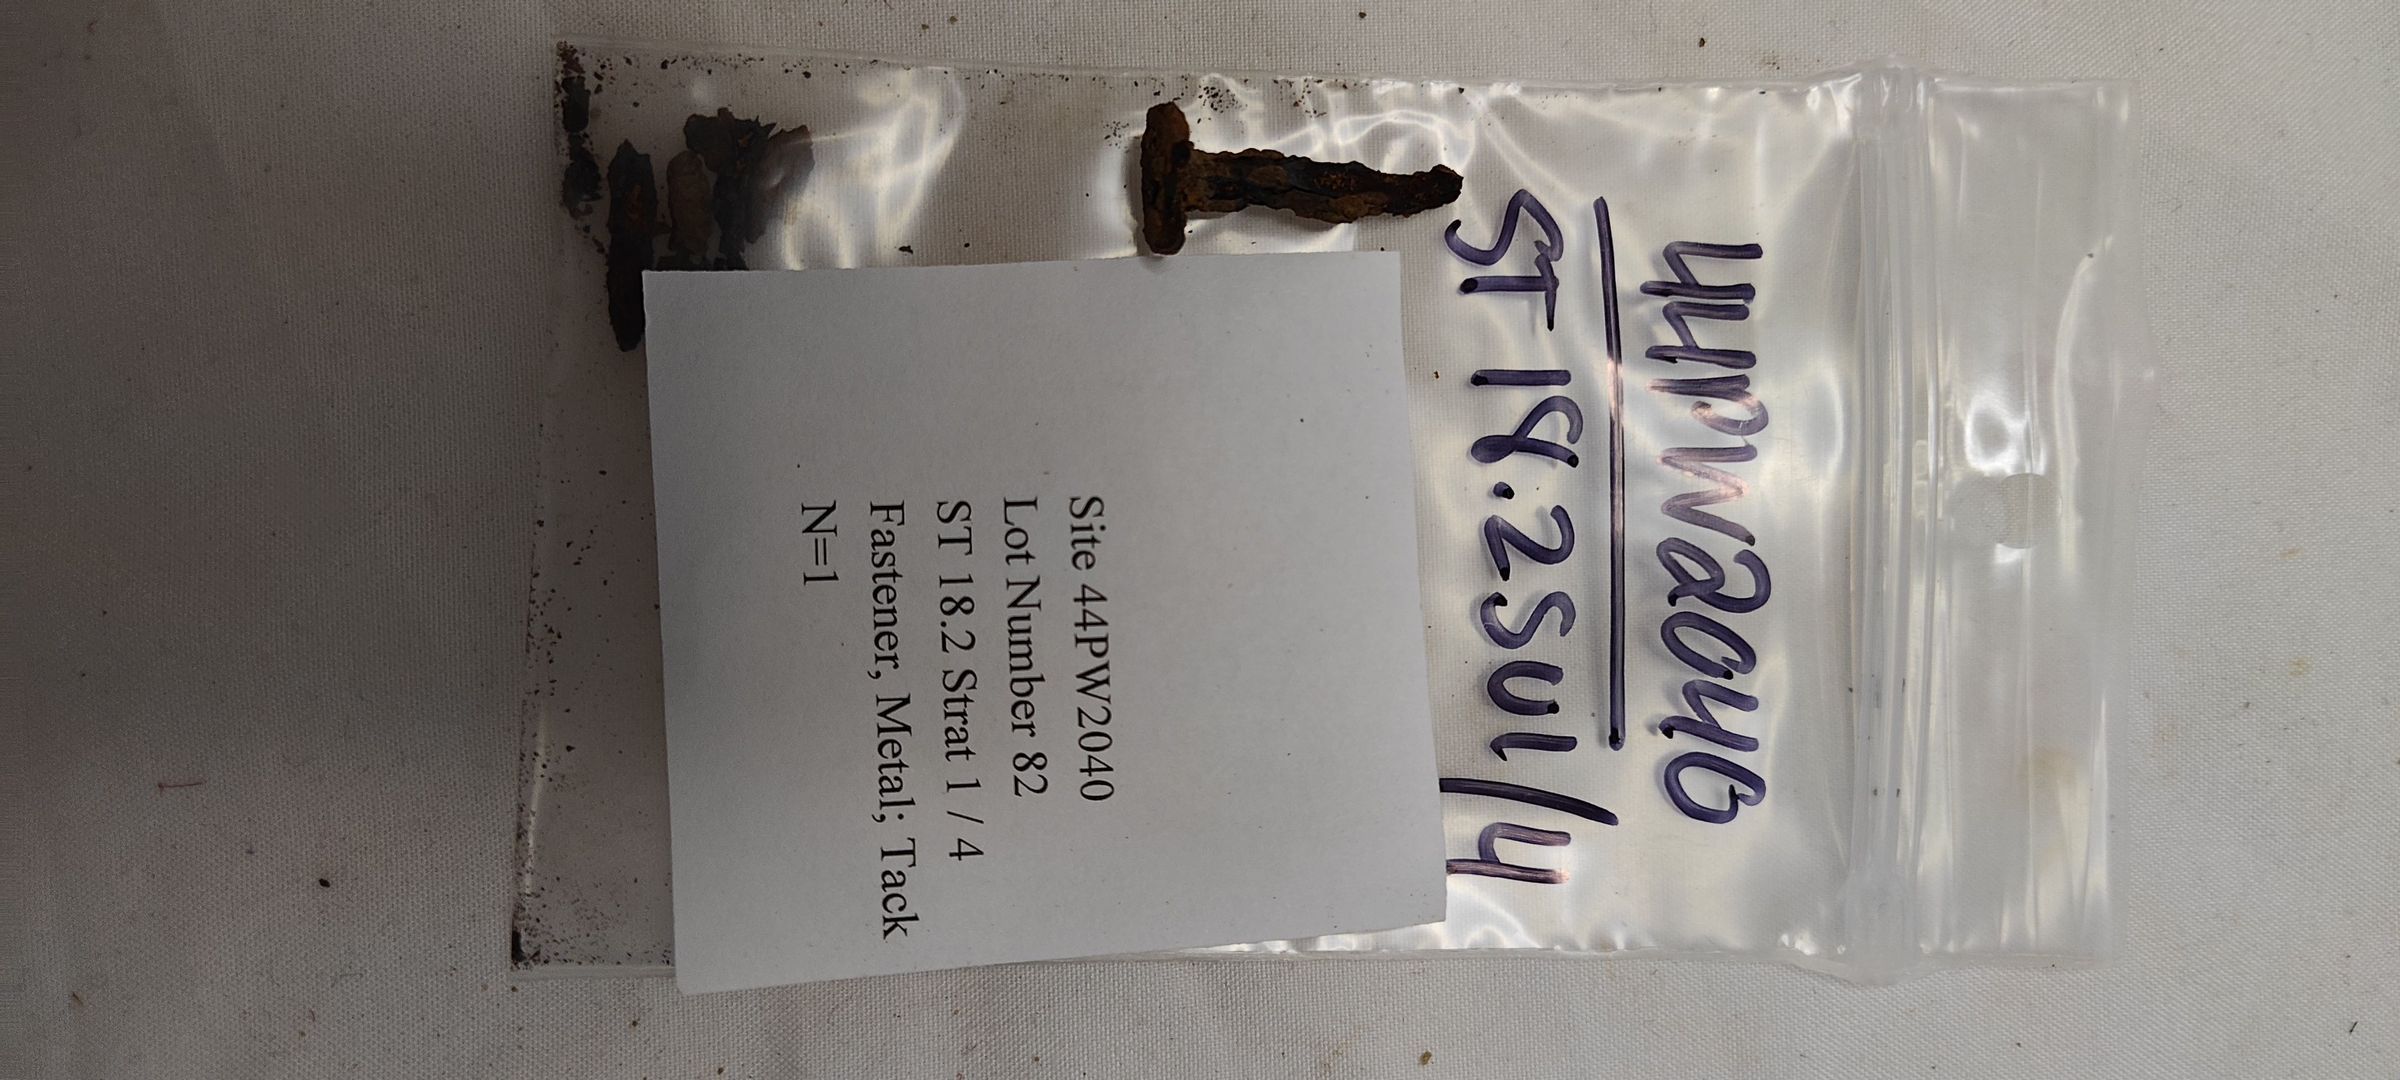 44PW2040
ST 18.2 SU1/4
Site 44PW2040
Lot Number 82
ST 18.2 Strat 1 / 4
Fastener, Metal; Tack
N=1